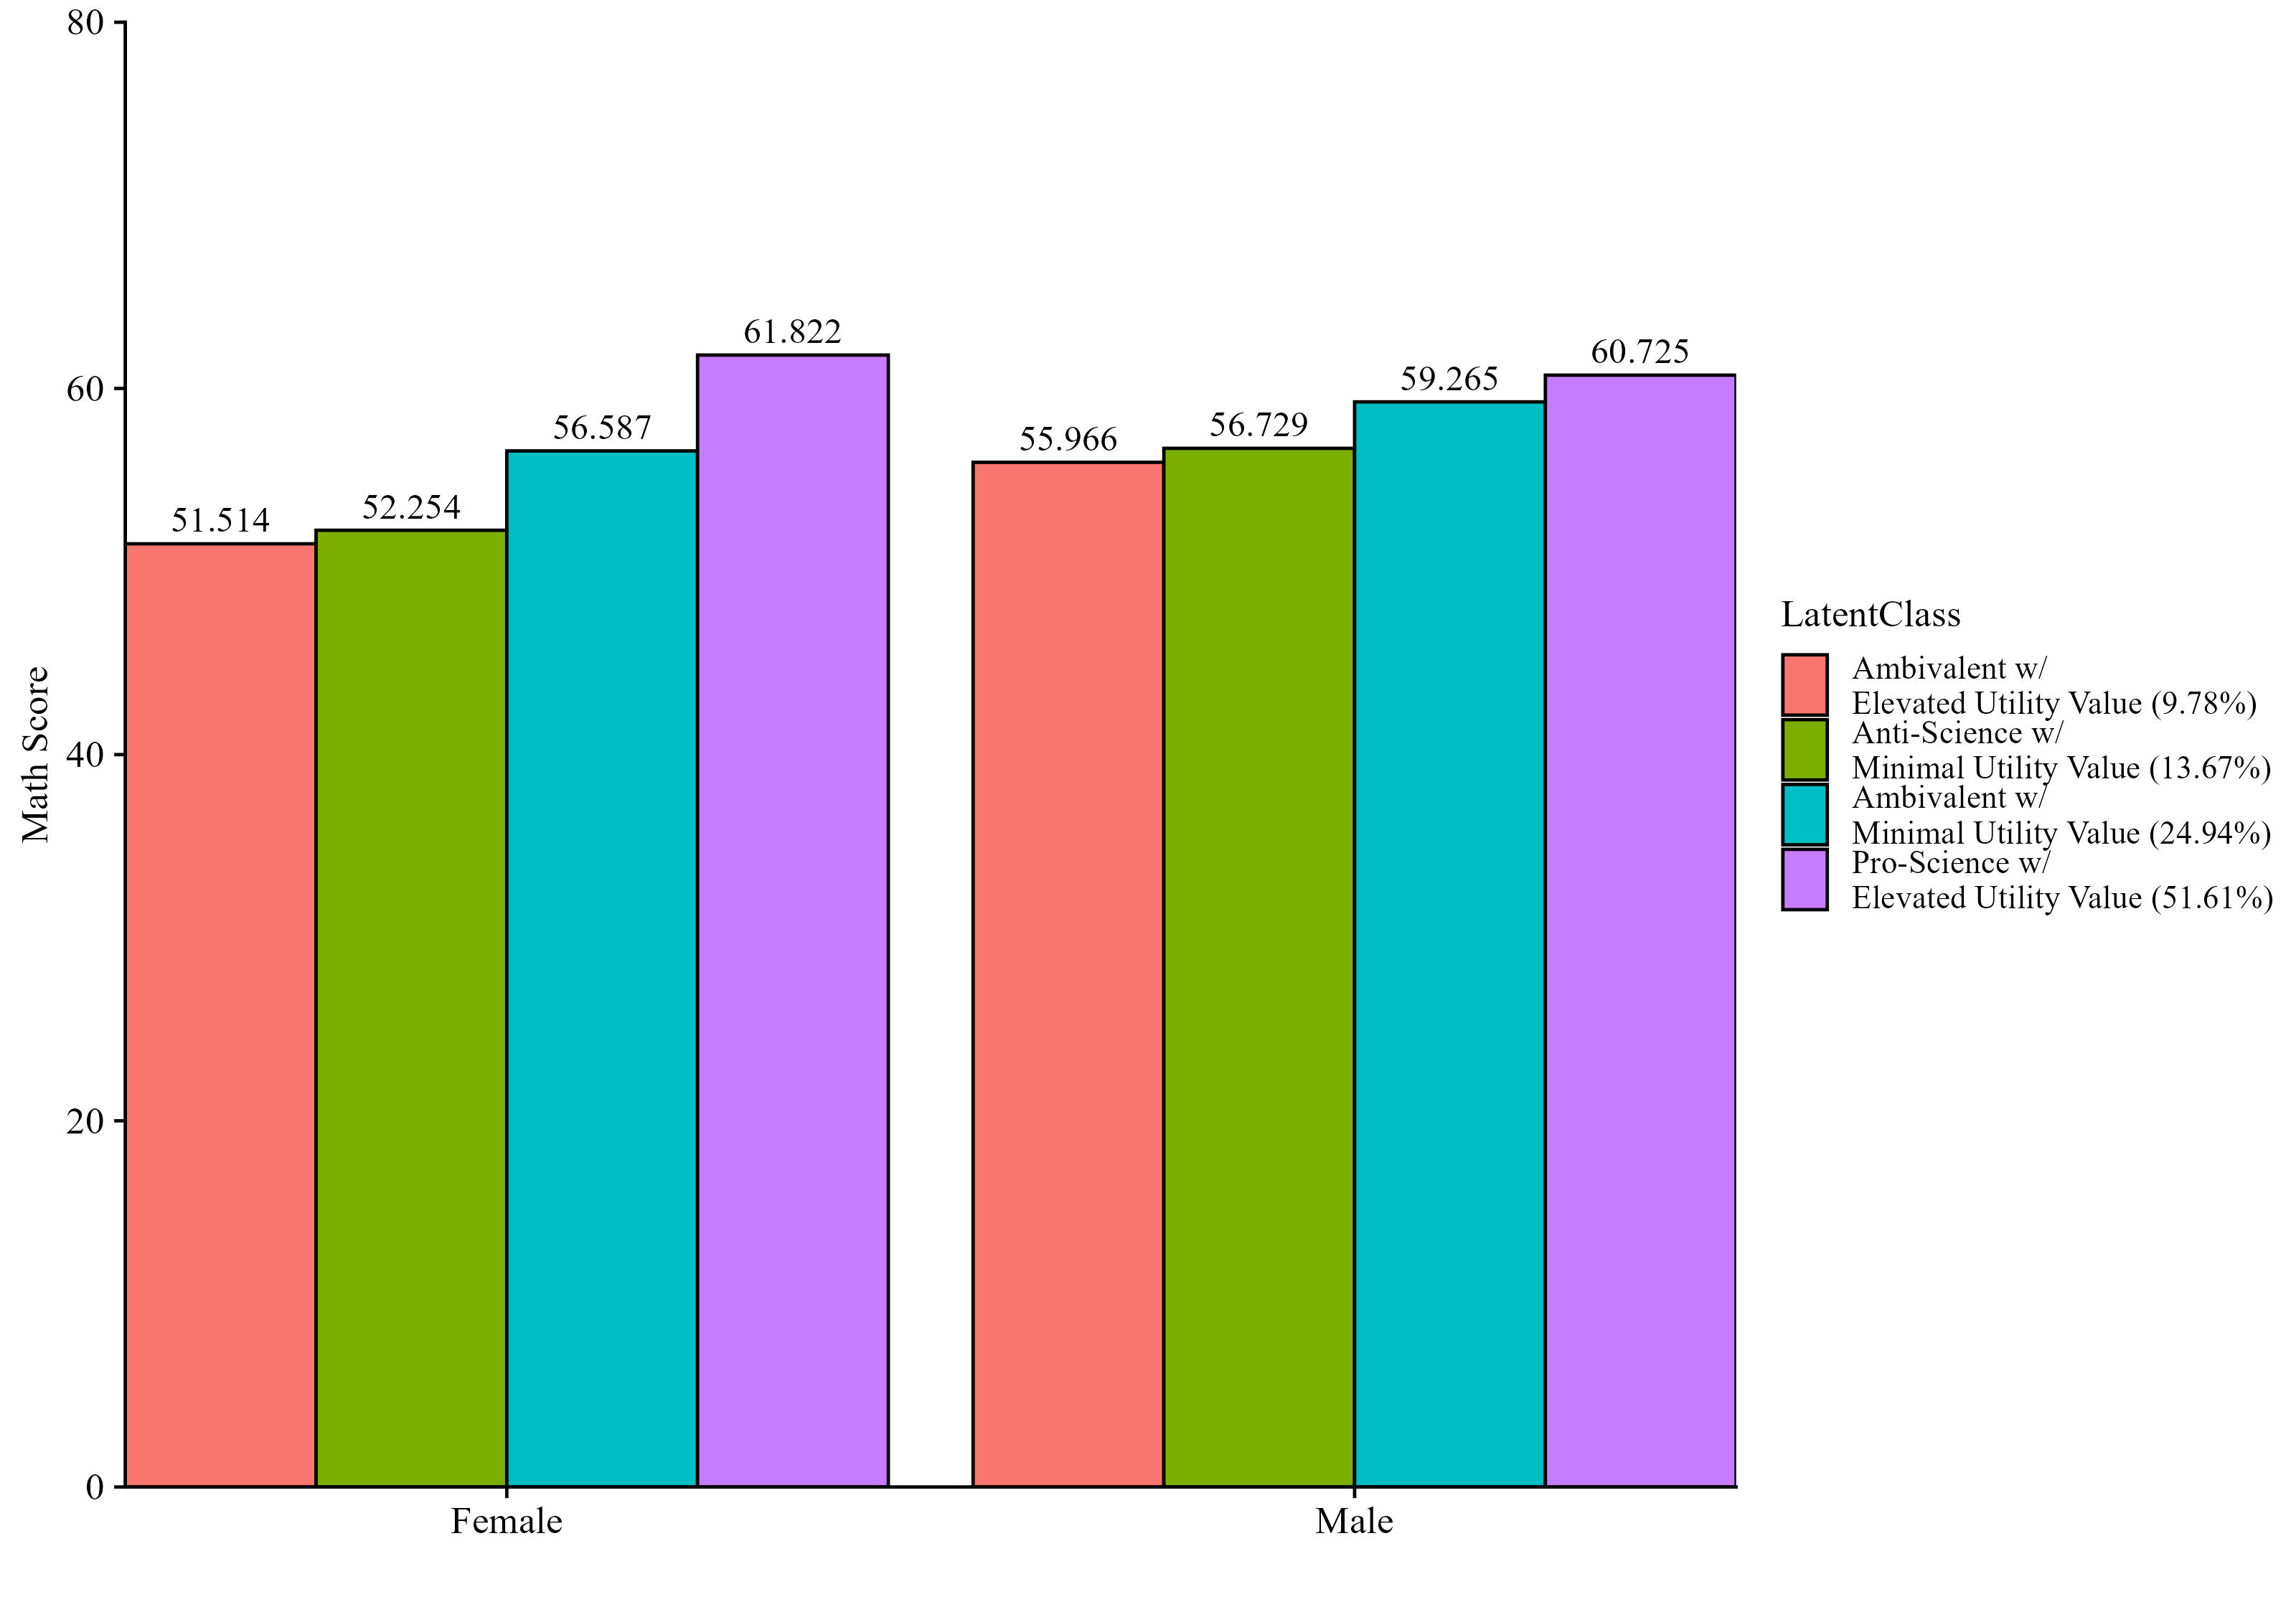 80
60
40
20
0
Math Score
51.514
52.254
56.587
61.822
55.966
56.729
59.265
60.725
Female
Male
LatentClass
Ambivalent w/
Elevated Utility Value (9.78%)
Anti-Science w/
Minimal Utility Value (13.67%)
Ambivalent w/
Minimal Utility Value (24.94%)
Pro-Science w/
Elevated Utility Value (51.61%)